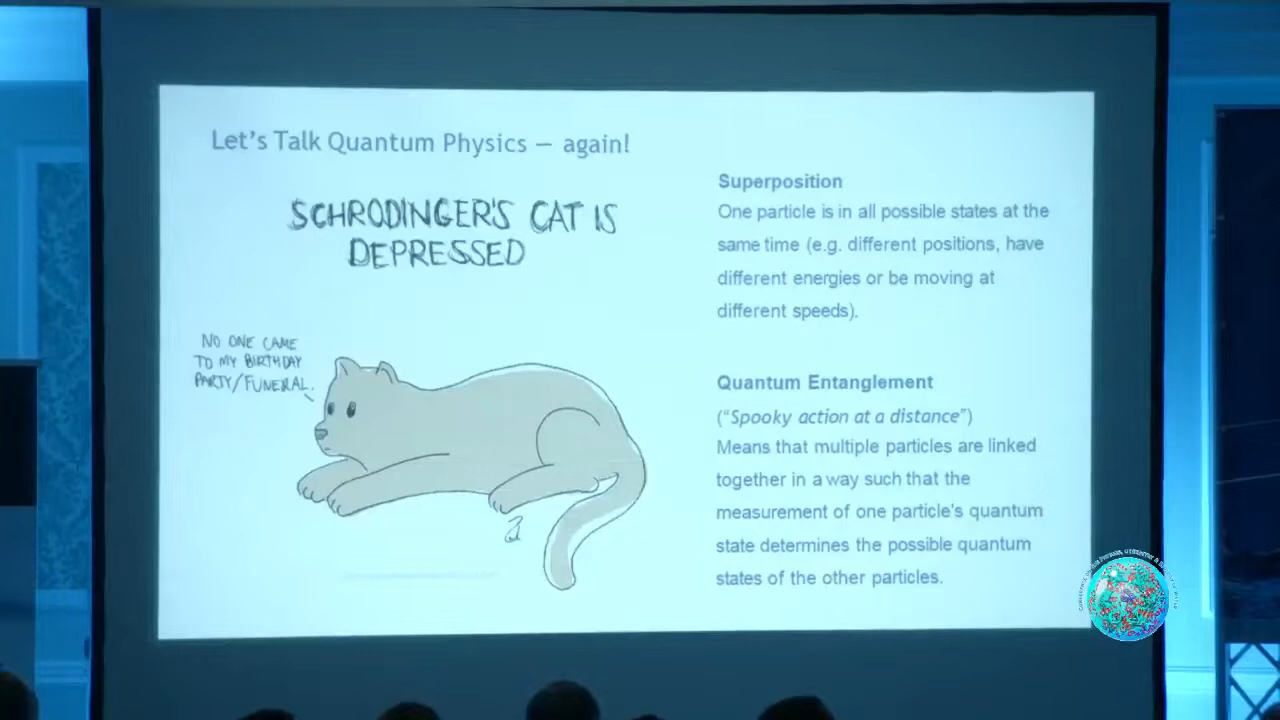 Let's Talk Quantum Physics – again!
SCHRODINGER'S CAT IS
DEPRESSED
NO ONE CAME
TO MY BIRTHDAY
PARTY/FUNERAL.
Superposition
One particle is in all possible states at the
same time (e.g. different positions, have
different energies or be moving at
different speeds).
Quantum Entanglement
("Spooky action at a distance")
Means that multiple particles are linked
together in a way such that the
measurement of one particle's quantum
state determines the possible quantum
states of the other particles.